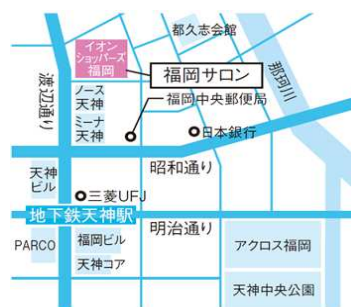 都久志会館
イオン
ショッパーズ
福岡
福岡サロン
那珂川
渡辺通り
ノース
天神
福岡中央郵便局
ミーナ
天神
日本銀行
昭和通り
天神
ビル
三菱UFJ
地下鉄天神駅
明治通り
PARCO
福岡ビル
アクロス福岡
天神コア
天神中央公園